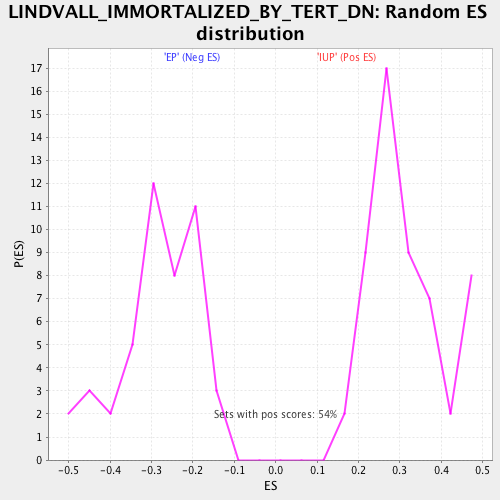 LINDVALL_IMMORTALIZED_BY_TERT_DN: Random ES
distribution
'EP' (Neg ES) 'IUP' (Pos ES)
17
16
15
14
13
12
11
10
9
8
7
6
5
4
3
2
1
0
P(ES)
Sets with pos scores: 54%
-0.5 -0.4 -0.3 -0.2 -0.1 0.0 0.1 0.2 0.3 0.4 0.5
ES